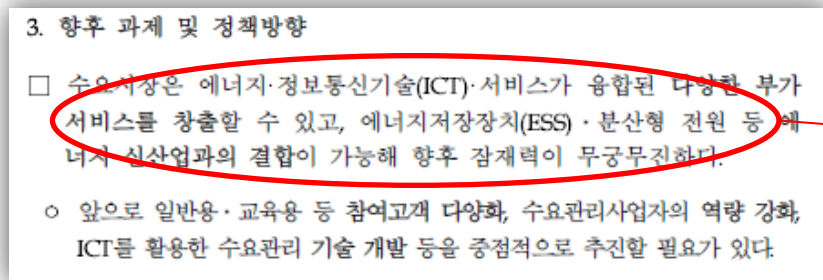 3. 향후 과제 및 정책방향
□ 수요시장은 에너지·정보통신기술(ICT)·서비스가 융합된 다양한 부가
서비스를 창출할 수 있고, 에너지저장장치(ESS)·분산형 전원 등 에
너지 신산업과의 결합이 가능해 향후 잠재력이 무궁무진하다.
○ 앞으로 일반용·교육용 등 참여고객 다양화, 수요관리사업자의 역량 강화,
ICT를 활용한 수요관리 기술 개발 등을 중점적으로 추진할 필요가 있다.